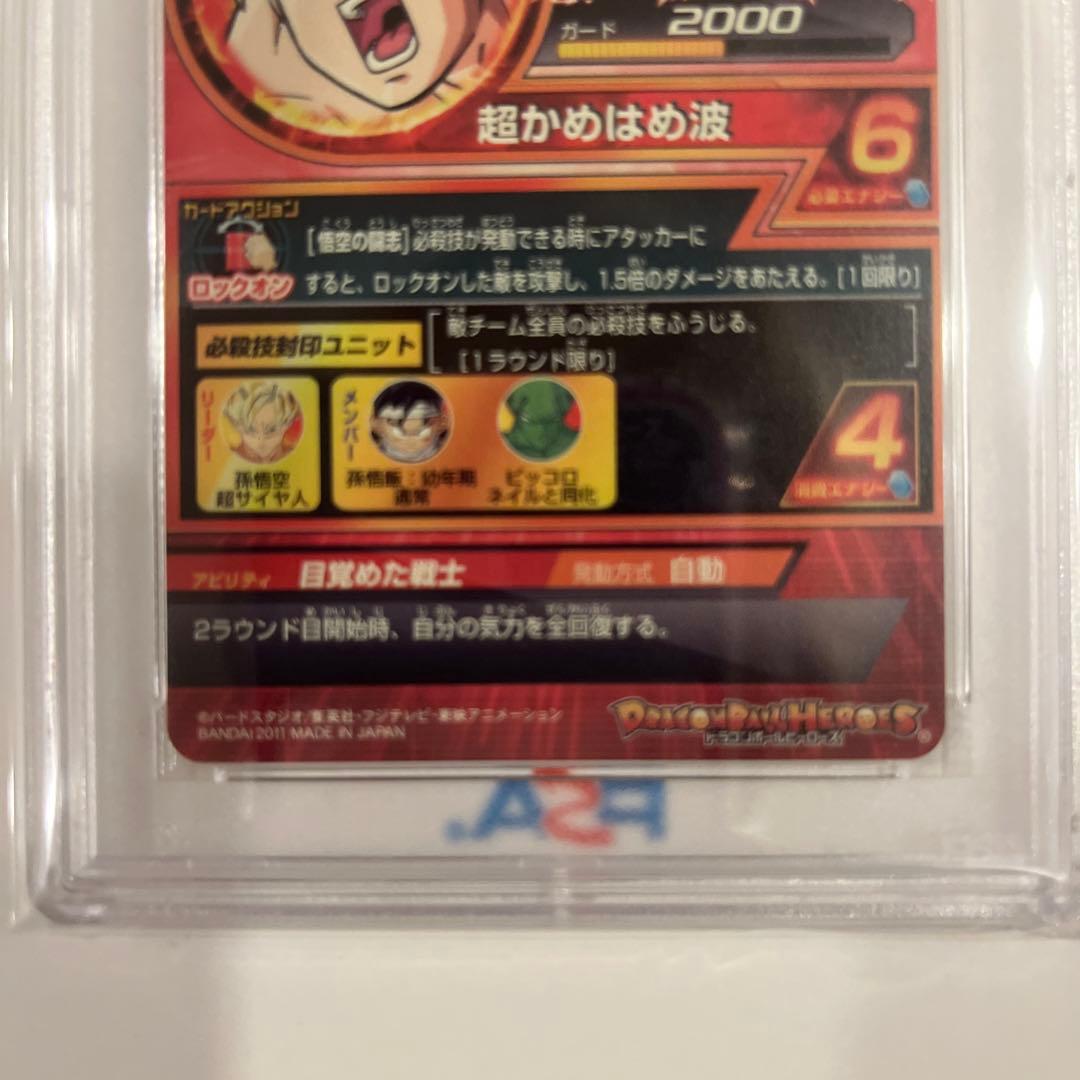 ガード
2000
超かめはめ波
6
必要エナジー
カードアクション
[悟空の闘志]必殺技が発動できる時にアタッカーに
ロックオン
すると、ロックオンした敵を攻撃し、1.5倍のダメージをあたえる。[1回限り]
必殺技封印ユニット
敵チーム全員の必殺技をふうじる。
[1ラウンド限り]
リーダー
孫悟空
超サイヤ人
メンバー
孫悟飯:幼年期
通常
ピッコロ
ネイルと同化
4
消費エナジー
アビリティ 目覚めた戦士 発動方式 自動
2ラウンド目開始時、自分の気力を全回復する。
©バードスタジオ/集英社・フジテレビ・東映アニメーション
BANDAI 2011 MADE IN JAPAN
DRAGONBALL HEROES
ドラゴンボールヒーローズ
PSA